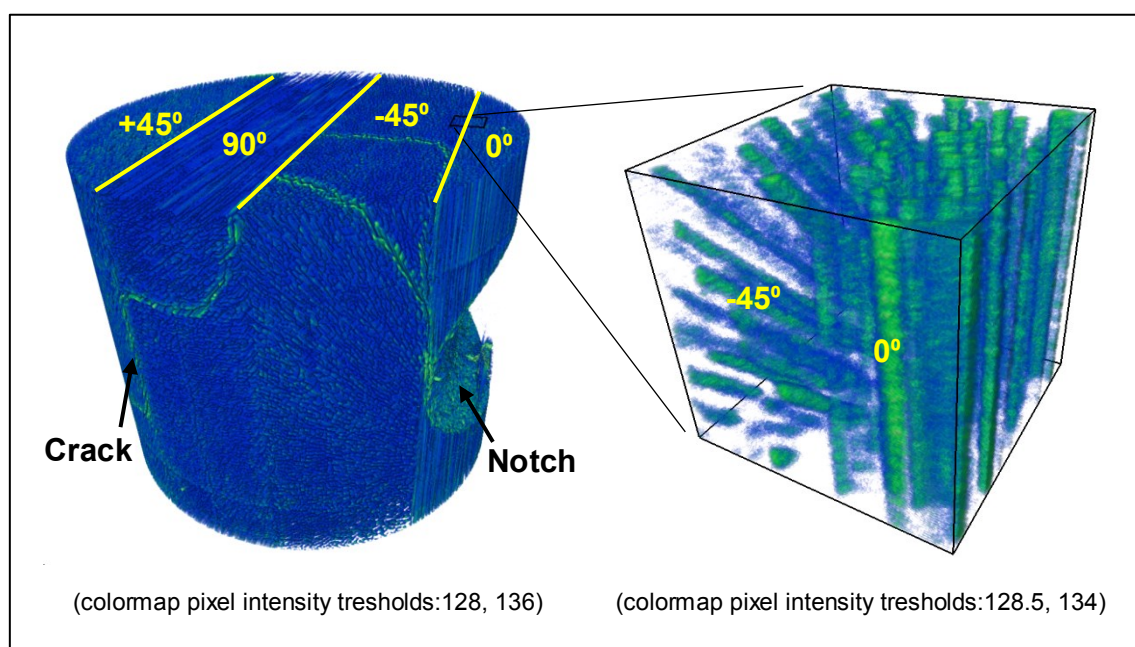 +45º
90º
-45º
0º
-45º
0º
Crack
Notch
(colormap pixel intensity tresholds:128, 136)
(colormap pixel intensity tresholds:128.5, 134)